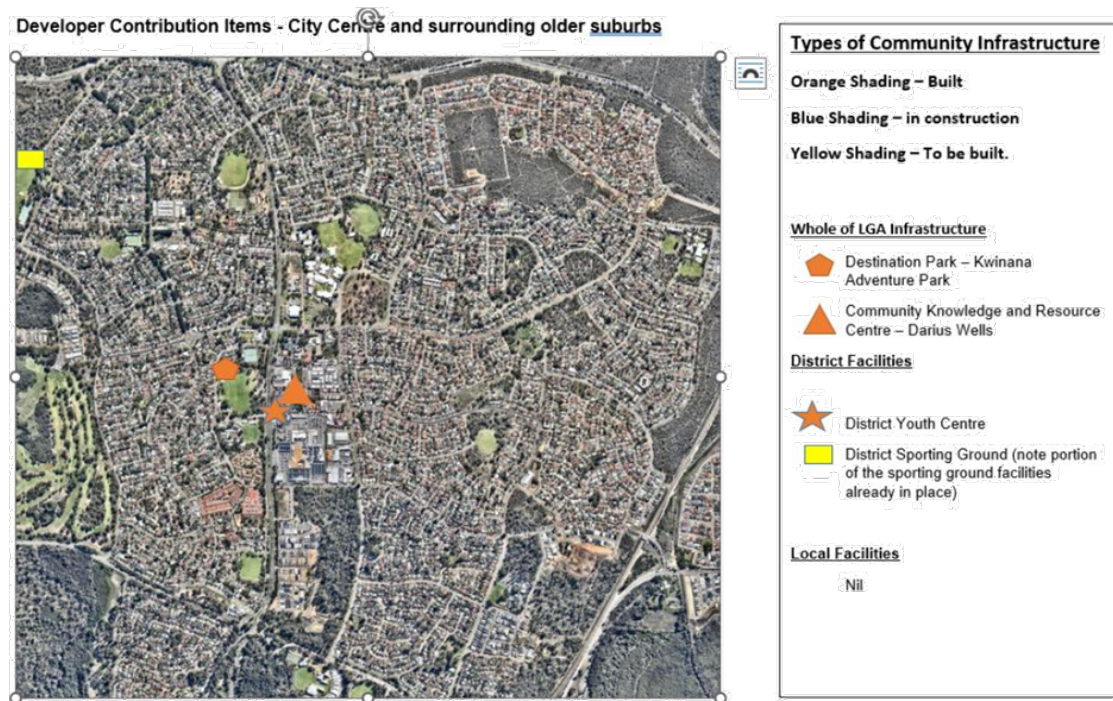 Developer Contribution Items - City Centre and surrounding older suburbs
Types of Community Infrastructure
Orange Shading – Built
Blue Shading – in construction
Yellow Shading – To be built.
Whole of LGA Infrastructure
Destination Park – Kwinana
Adventure Park
Community Knowledge and Resource
Centre – Darius Wells
District Facilities
District Youth Centre
District Sporting Ground (note portion
of the sporting ground facilities
already in place)
Local Facilities
Nil